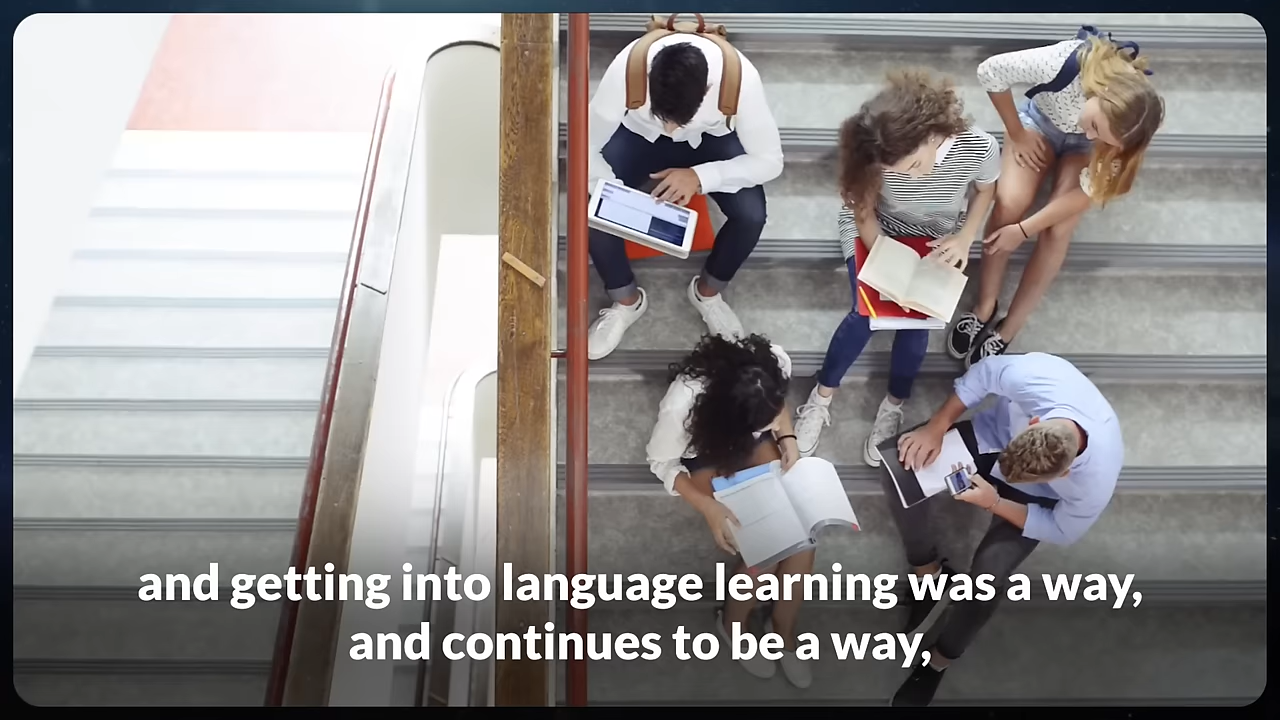 and getting into language learning was a way,
and continues to be a way,